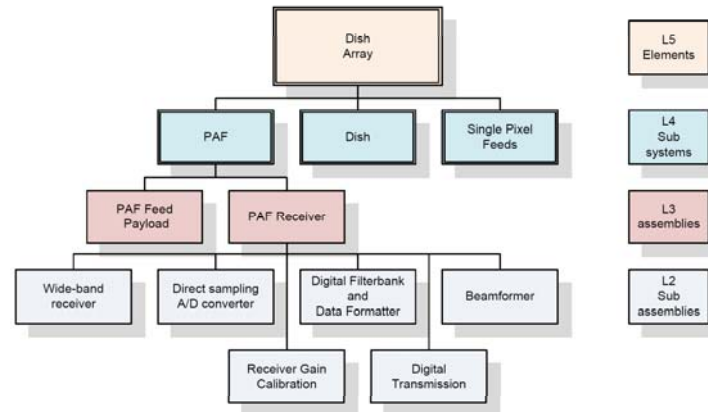 Dish
Array
L5
Elements
PAF
Dish
Single Pixel
Feeds
L4
Sub
systems
PAF Feed
Payload
PAF Receiver
L3
assemblies
Wide-band
receiver
Direct sampling
A/D converter
Digital Filterbank
and
Data Formatter
Beamformer
L2
Sub
assemblies
Receiver Gain
Calibration
Digital
Transmission